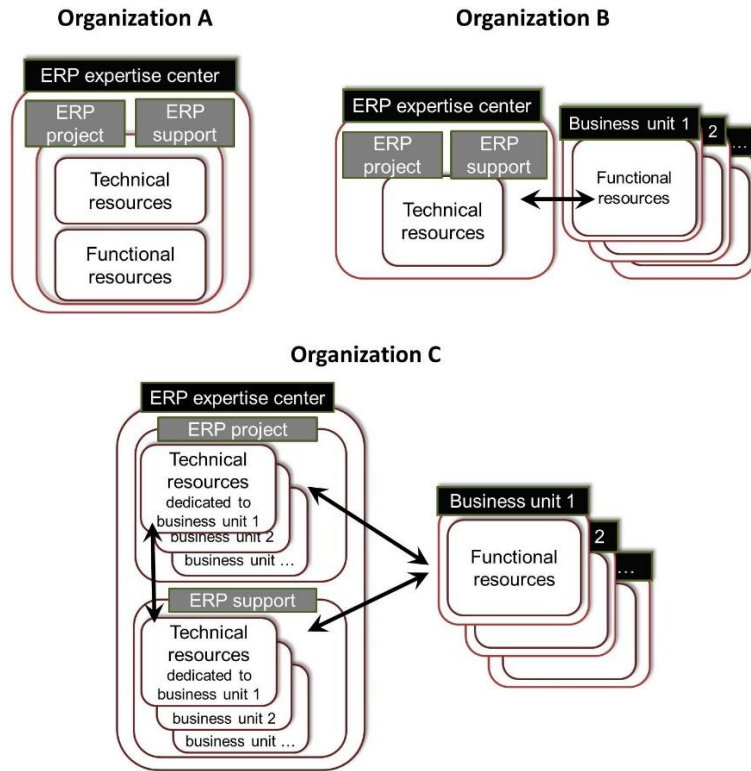 Organization A
ERP expertise center
ERP
project
ERP
support
Technical
resources
Functional
resources
Organization B
ERP expertise center
ERP
project
ERP
support
Technical
resources
Business unit 1
2
...
Functional
resources
Organization C
ERP expertise center
ERP project
Technical
resources
dedicated to
business unit 1
business unit 2
business unit ...
ERP support
Technical
resources
dedicated to
business unit 1
business unit 2
business unit ...
Business unit 1
2
...
Functional
resources